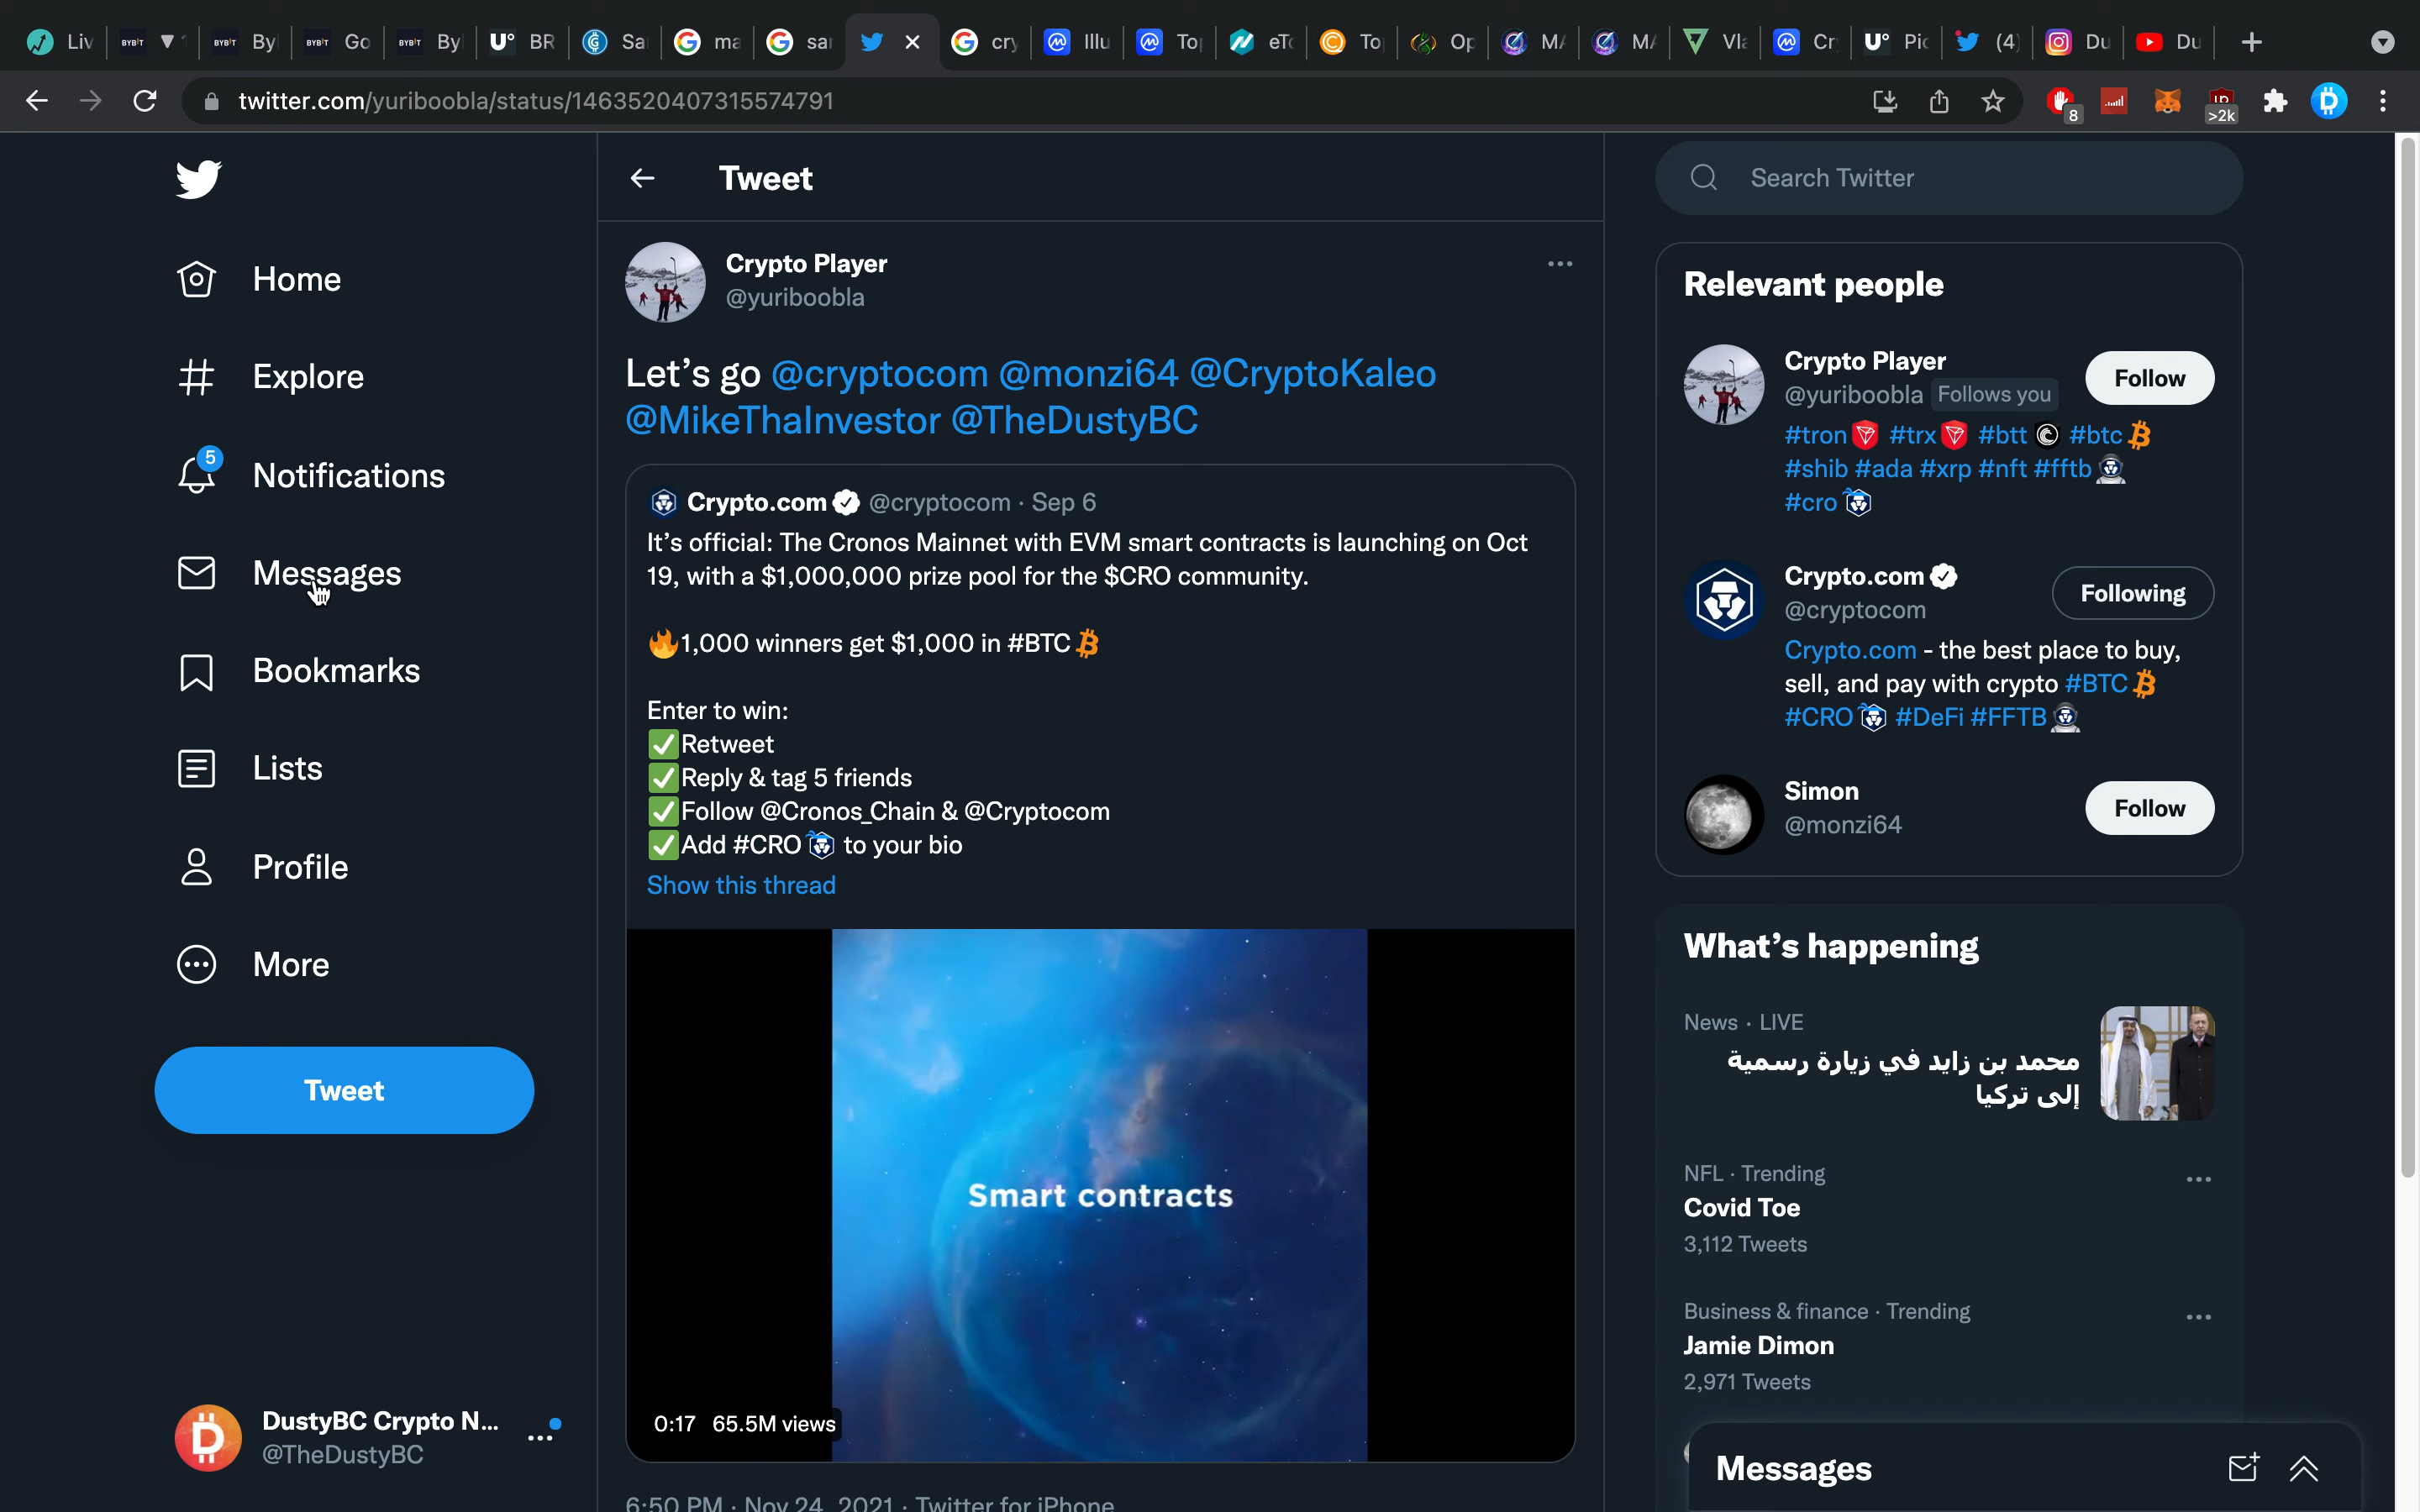 Liv
BYBIT
BYBIT By
BYBIT Go
BYBIT By
U° BR
Sa
ma
sar
cry
Illu
To
eTo
To
Op
MA
MA
Vla
Cr
U° Pic
(4)
Du
Du
twitter.com/yuriboobla/status/1463520407315574791
8
>2k
Home
Explore
5
Notifications
Messages
Bookmarks
Lists
Profile
More
Tweet
DustyBC Crypto N...
@TheDustyBC
Tweet
Crypto Player
@yuriboobla
Let’s go @cryptocom @monzi64 @CryptoKaleo
@MikeThaInvestor @TheDustyBC
Crypto.com @cryptocom · Sep 6
It’s official: The Cronos Mainnet with EVM smart contracts is launching on Oct
19, with a $1,000,000 prize pool for the $CRO community.
🔥1,000 winners get $1,000 in #BTC
Enter to win:
✅Retweet
✅Reply & tag 5 friends
✅Follow @Cronos_Chain & @Cryptocom
✅Add #CRO to your bio
Show this thread
Smart contracts
0:17 65.5M views
6:50 PM · Nov 24, 2021 · Twitter for iPhone
Search Twitter
Relevant people
Crypto Player
@yuriboobla Follows you
Follow
#tron #trx #btt #btc
#shib #ada #xrp #nft #fftb
#cro
Crypto.com
@cryptocom
Following
Crypto.com - the best place to buy,
sell, and pay with crypto #BTC
#CRO #DeFi #FFTB
Simon
@monzi64
Follow
What’s happening
News · LIVE
محمد بن زايد في زيارة رسمية
إلى تركيا
NFL · Trending
Covid Toe
3,112 Tweets
Business & finance · Trending
Jamie Dimon
2,971 Tweets
Messages